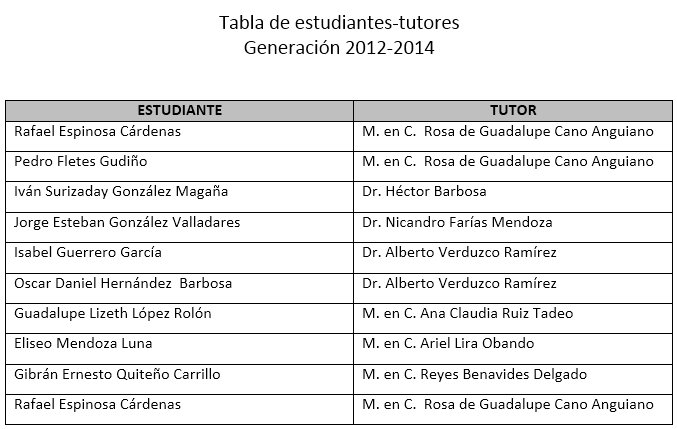 Tabla de estudiantes-tutores
Generación 2012-2014
ESTUDIANTE TUTOR
Rafael Espinosa Cárdenas M. en C.  Rosa de Guadalupe Cano Anguiano
Pedro Fletes Gudiño M. en C.  Rosa de Guadalupe Cano Anguiano
Iván Surizaday González Magaña Dr. Héctor Barbosa
Jorge Esteban González Valladares Dr. Nicandro Farías Mendoza
Isabel Guerrero García Dr. Alberto Verduzco Ramírez
Oscar Daniel Hernández  Barbosa Dr. Alberto Verduzco Ramírez
Guadalupe Lizeth López Rolón M. en C. Ana Claudia Ruiz Tadeo
Eliseo Mendoza Luna M. en C. Ariel Lira Obando
Gibrán Ernesto Quiteño Carrillo M. en C. Reyes Benavides Delgado
Rafael Espinosa Cárdenas M. en C.  Rosa de Guadalupe Cano Anguiano